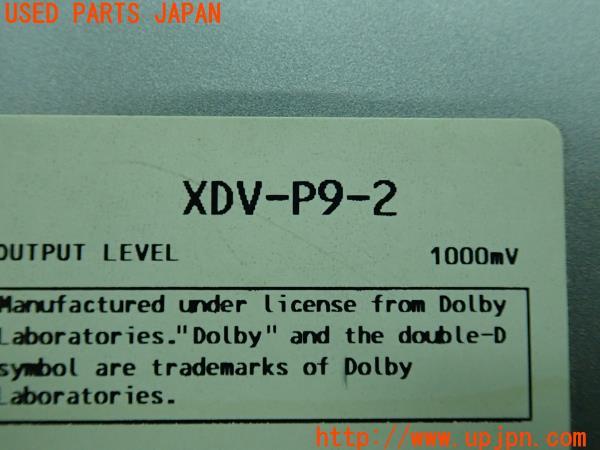 USED PARTS JAPAN
XDV-P9-2
OUTPUT LEVEL 1000mV
Manufactured under license from Dolby
Laboratories."Dolby" and the double-D
symbol are trademarks of Dolby
Laboratories.
http://www.upjpn.com